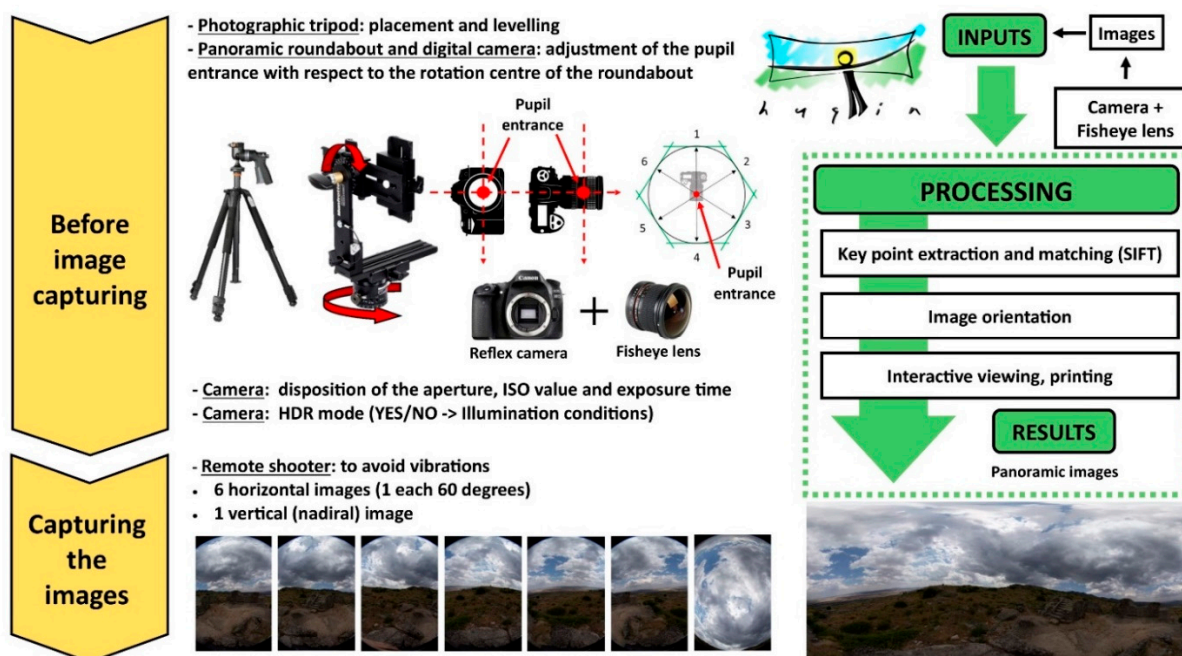 - Photographic tripod: placement and levelling
- Panoramic roundabout and digital camera: adjustment of the pupil
entrance with respect to the rotation centre of the roundabout
Before
image
capturing
Pupil
entrance
1
2
3
4
5
6
Pupil
entrance
Canon
Reflex camera
+
Fisheye lens
- Camera: disposition of the aperture, ISO value and exposure time
- Camera: HDR mode (YES/NO -> Illumination conditions)
Capturing
the
images
- Remote shooter: to avoid vibrations
• 6 horizontal images (1 each 60 degrees)
• 1 vertical (nadiral) image
hugin
INPUTS
Images
Camera +
Fisheye lens
PROCESSING
Key point extraction and matching (SIFT)
Image orientation
Interactive viewing, printing
RESULTS
Panoramic images